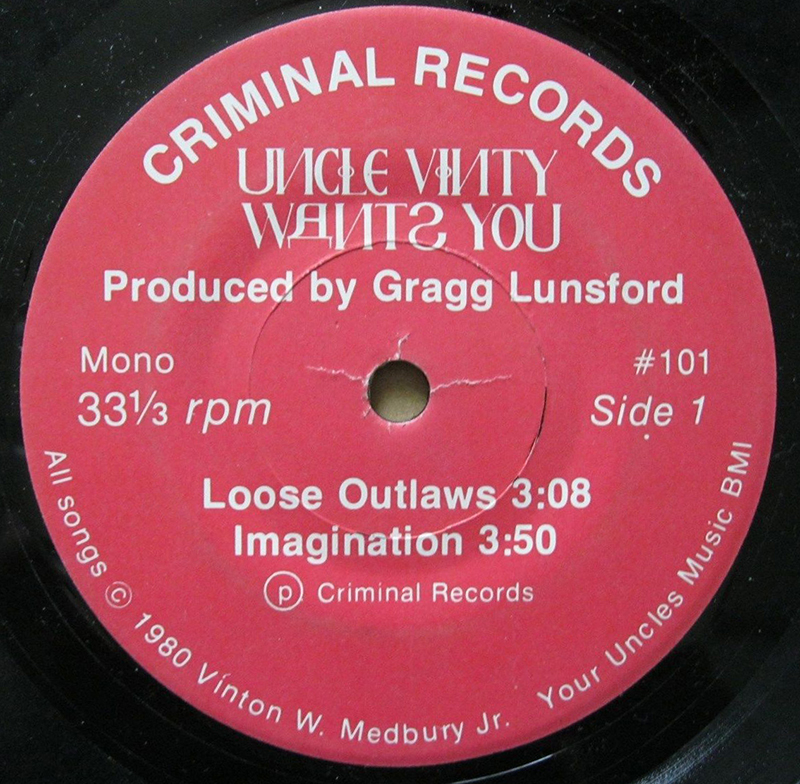 CRIMINAL RECORDS
UNCLE VINTY
WANTS YOU
Produced by Gragg Lunsford
Mono
#101
33⅓ rpm
Side 1
Loose Outlaws 3:08
Imagination 3:50
ⓟ Criminal Records
All songs © 1980 Vinton W. Medbury Jr. Your Uncles Music BMI